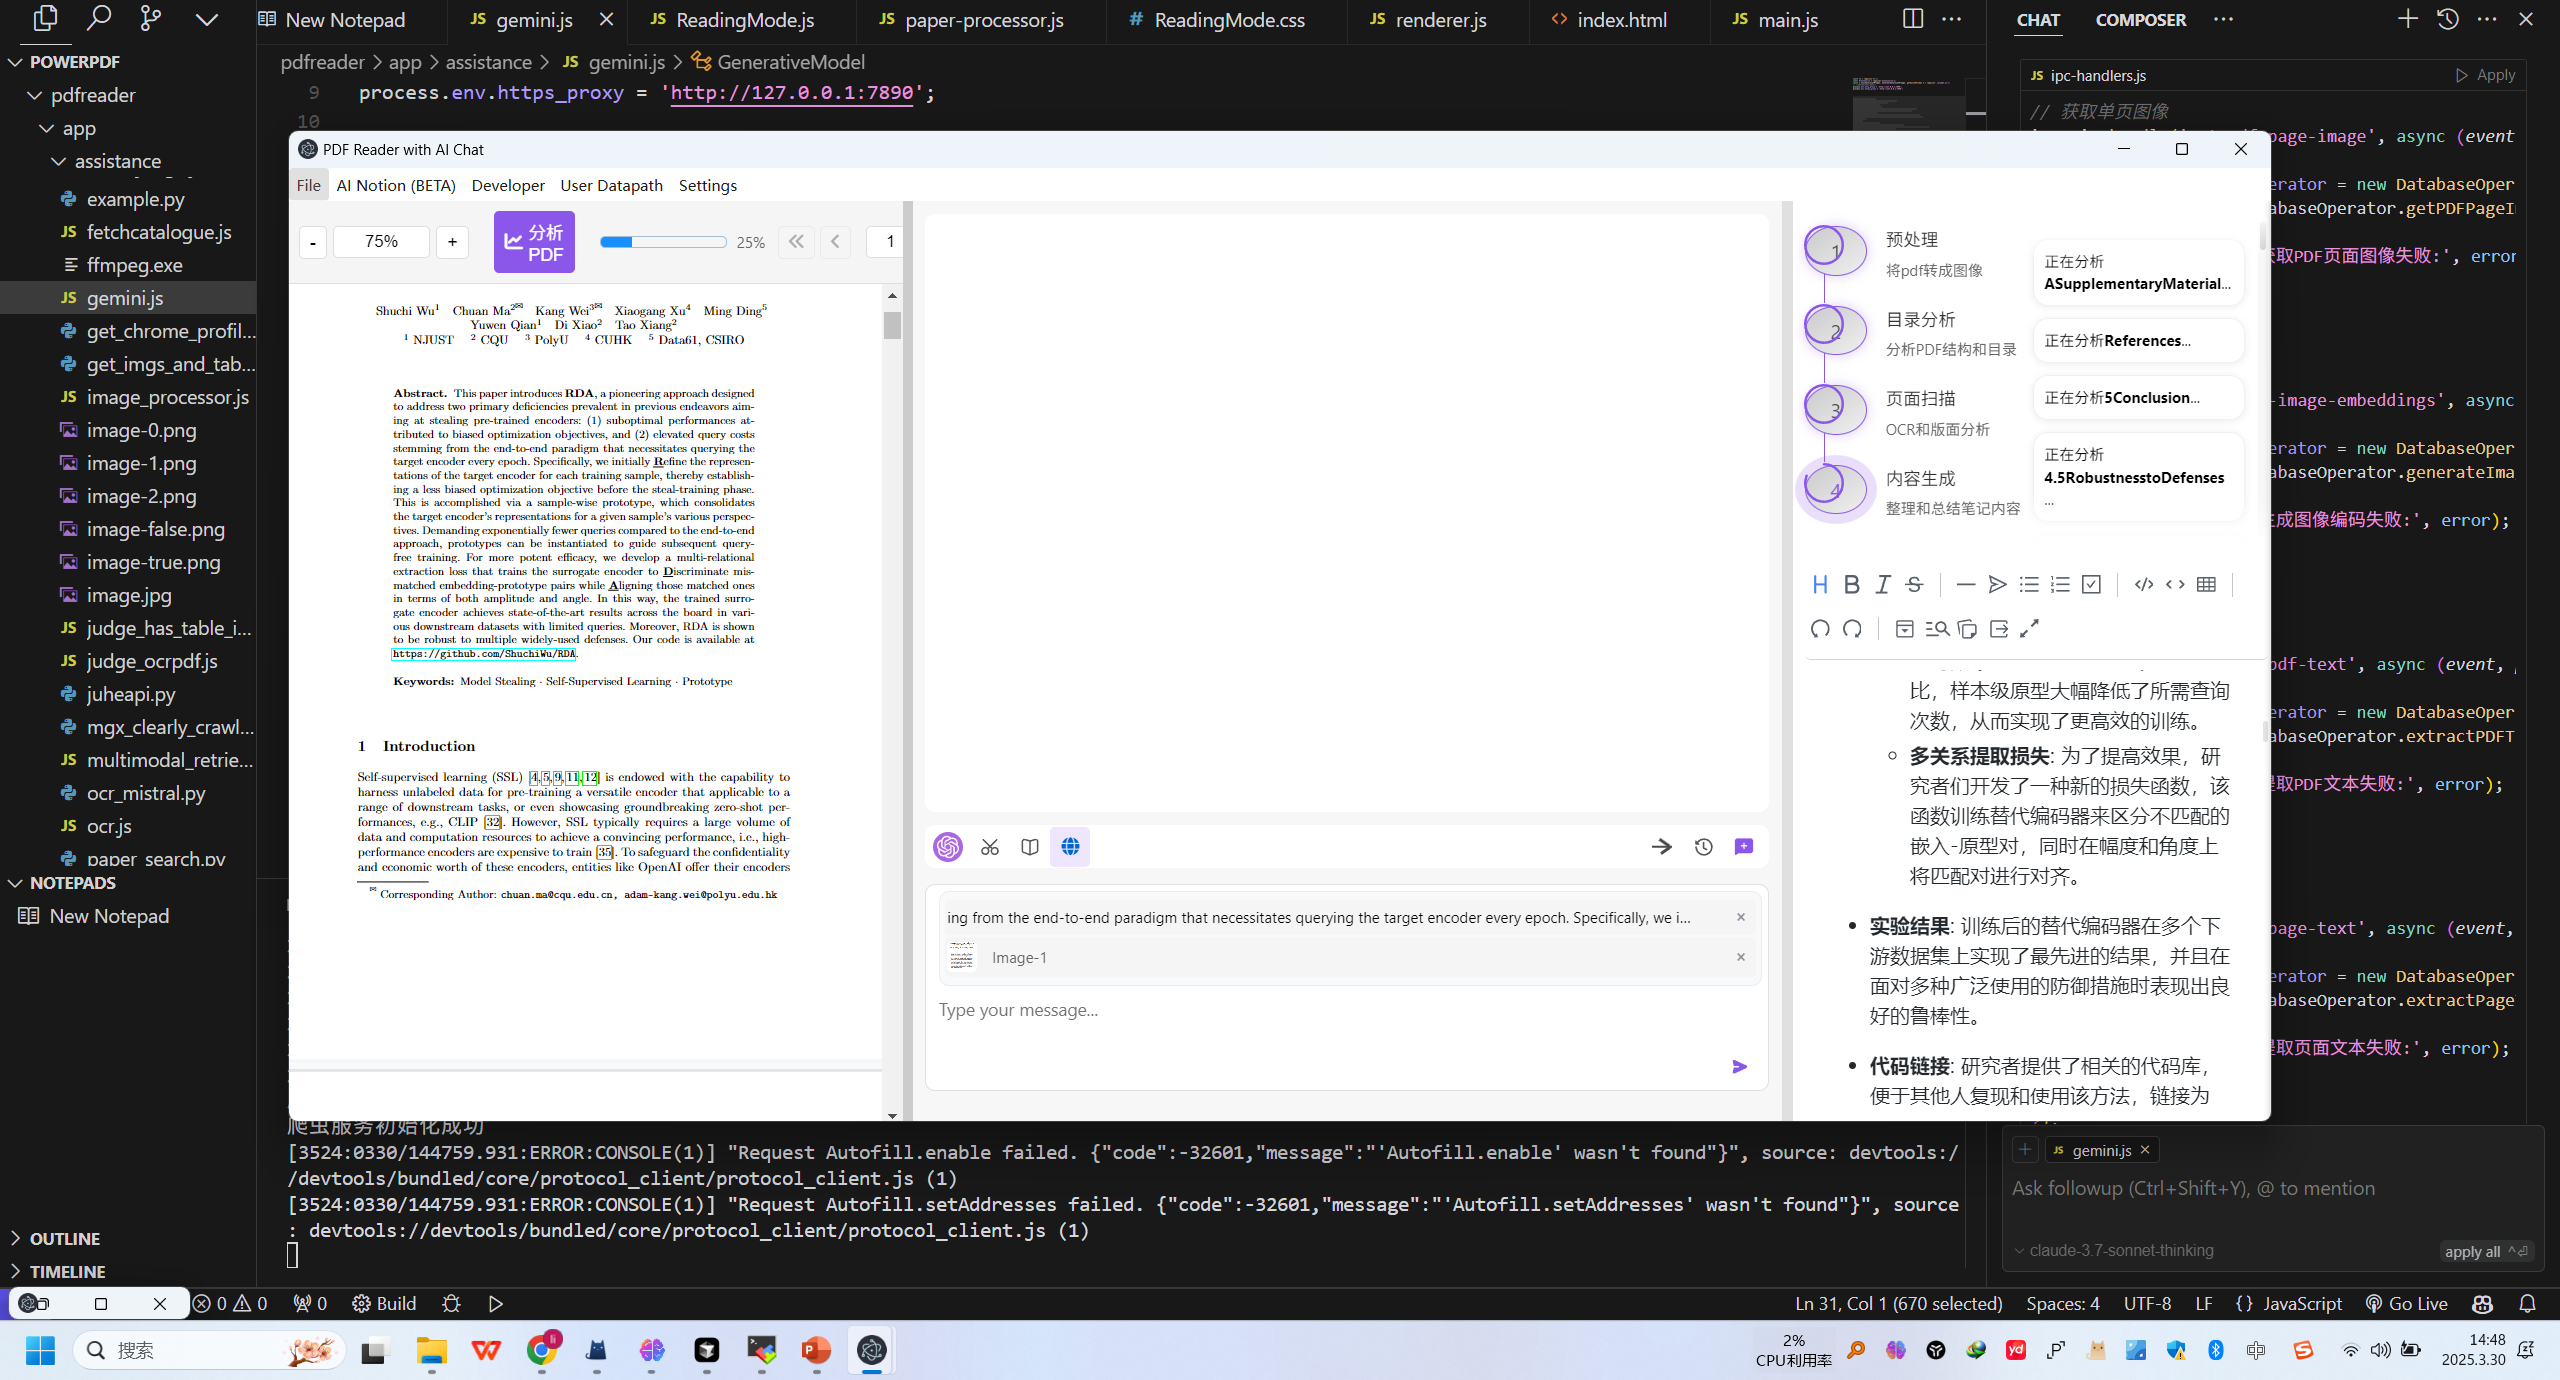 New Notepad
JS gemini.js
JS ReadingMode.js
JS paper-processor.js
# ReadingMode.css
JS renderer.js
<> index.html
JS main.js
CHAT
COMPOSER
POWERPDF
pdfreader
app
assistance
example.py
JS fetchcatalogue.js
ffmpeg.exe
JS gemini.js
get_chrome_profil...
get_imgs_and_tab...
JS image_processor.js
image-0.png
image-1.png
image-2.png
image-false.png
image-true.png
image.jpg
JS judge_has_table_i...
JS judge_ocrpdf.js
juheapi.py
mgx_clearly_crawl...
JS multimodal_retrie...
ocr_mistral.py
JS ocr.js
paper_search.py
NOTEPADS
New Notepad
OUTLINE
TIMELINE
pdfreader > app > assistance > JS gemini.js > GenerativeModel
9 process.env.https_proxy = 'http://127.0.0.1:7890';
10
PDF Reader with AI Chat
File AI Notion (BETA) Developer User Datapath Settings
- 75% +
分析
PDF
25%
1
Shuchi Wu1 Chuan Ma2✉ Kang Wei3✉ Xiaogang Xu4 Ming Ding5
Yuwen Qian1 Di Xiao2 Tao Xiang2
1 NJUST 2 CQU 3 PolyU 4 CUHK 5 Data61, CSIRO
Abstract. This paper introduces RDA, a pioneering approach designed
to address two primary deficiencies prevalent in previous endeavors aim-
ing at stealing pre-trained encoders: (1) suboptimal performances at-
tributed to biased optimization objectives, and (2) elevated query costs
stemming from the end-to-end paradigm that necessitates querying the
target encoder every epoch. Specifically, we initially Refine the represen-
tations of the target encoder for each training sample, thereby establish-
ing a less biased optimization objective before the steal-training phase.
This is accomplished via a sample-wise prototype, which consolidates
the target encoder's representations for a given sample's various perspec-
tives. Demanding exponentially fewer queries compared to the end-to-end
approach, prototypes can be instantiated to guide subsequent query-
free training. For more potent efficacy, we develop a multi-relational
extraction loss that trains the surrogate encoder to Discriminate mis-
matched embedding-prototype pairs while Aligning those matched ones
in terms of both amplitude and angle. In this way, the trained surro-
gate encoder achieves state-of-the-art results across the board in vari-
ous downstream datasets with limited queries. Moreover, RDA is shown
to be robust to multiple widely-used defenses. Our code is available at
https://github.com/ShuchiWu/RDA.
Keywords: Model Stealing · Self-Supervised Learning · Prototype
1 Introduction
Self-supervised learning (SSL) [4,5,9,11,12] is endowed with the capability to
harness unlabeled data for pre-training a versatile encoder that applicable to a
range of downstream tasks, or even showcasing groundbreaking zero-shot per-
formances, e.g., CLIP [32]. However, SSL typically requires a large volume of
data and computation resources to achieve a convincing performance, i.e., high-
performance encoders are expensive to train [35]. To safeguard the confidentiality
and economic worth of these encoders, entities like OpenAI offer their encoders
✉ Corresponding Author: chuan.ma@cqu.edu.cn, adam-kang.wei@polyu.edu.hk
ing from the end-to-end paradigm that necessitates querying the target encoder every epoch. Specifically, we i... ×
Image-1 ×
Type your message...
1
预处理
将pdf转成图像
2
目录分析
分析PDF结构和目录
3
页面扫描
OCR和版面分析
4
内容生成
整理和总结笔记内容
正在分析
ASupplementaryMaterial...
正在分析References...
正在分析5Conclusion...
正在分析
4.5RobustnesstoDefenses
...
比，样本级原型大幅降低了所需查询
次数，从而实现了更高效的训练。
多关系提取损失: 为了提高效果，研
究者们开发了一种新的损失函数，该
函数训练替代编码器来区分不匹配的
嵌入-原型对，同时在幅度和角度上
将匹配对进行对齐。
实验结果: 训练后的替代编码器在多个下
游数据集上实现了最先进的结果，并且在
面对多种广泛使用的防御措施时表现出良
好的鲁棒性。
代码链接: 研究者提供了相关的代码库，
便于其他人复现和使用该方法，链接为
JS ipc-handlers.js
Apply
// 获取单页图像
page-image', async (event
erator = new DatabaseOper
abaseOperator.getPDFPageI
取PDF页面图像失败:', error
-image-embeddings', async
erator = new DatabaseOper
abaseOperator.generateIma
成图像编码失败:', error);
pdf-text', async (event,
erator = new DatabaseOper
abaseOperator.extractPDFT
取PDF文本失败:', error);
page-text', async (event,
erator = new DatabaseOper
abaseOperator.extractPage
取页面文本失败:', error);
爬虫服务初始化成功
[3524:0330/144759.931:ERROR:CONSOLE(1)] "Request Autofill.enable failed. {"code":-32601,"message":"'Autofill.enable' wasn't found"}", source: devtools:/
/devtools/bundled/core/protocol_client/protocol_client.js (1)
[3524:0330/144759.931:ERROR:CONSOLE(1)] "Request Autofill.setAddresses failed. {"code":-32601,"message":"'Autofill.setAddresses' wasn't found"}", source
: devtools://devtools/bundled/core/protocol_client/protocol_client.js (1)
JS gemini.js ×
Ask followup (Ctrl+Shift+Y), @ to mention
claude-3.7-sonnet-thinking
apply all
0 0 0 Build
Ln 31, Col 1 (670 selected) Spaces: 4 UTF-8 LF {} JavaScript Go Live
搜索
2%
CPU利用率
14:48
2025.3.30